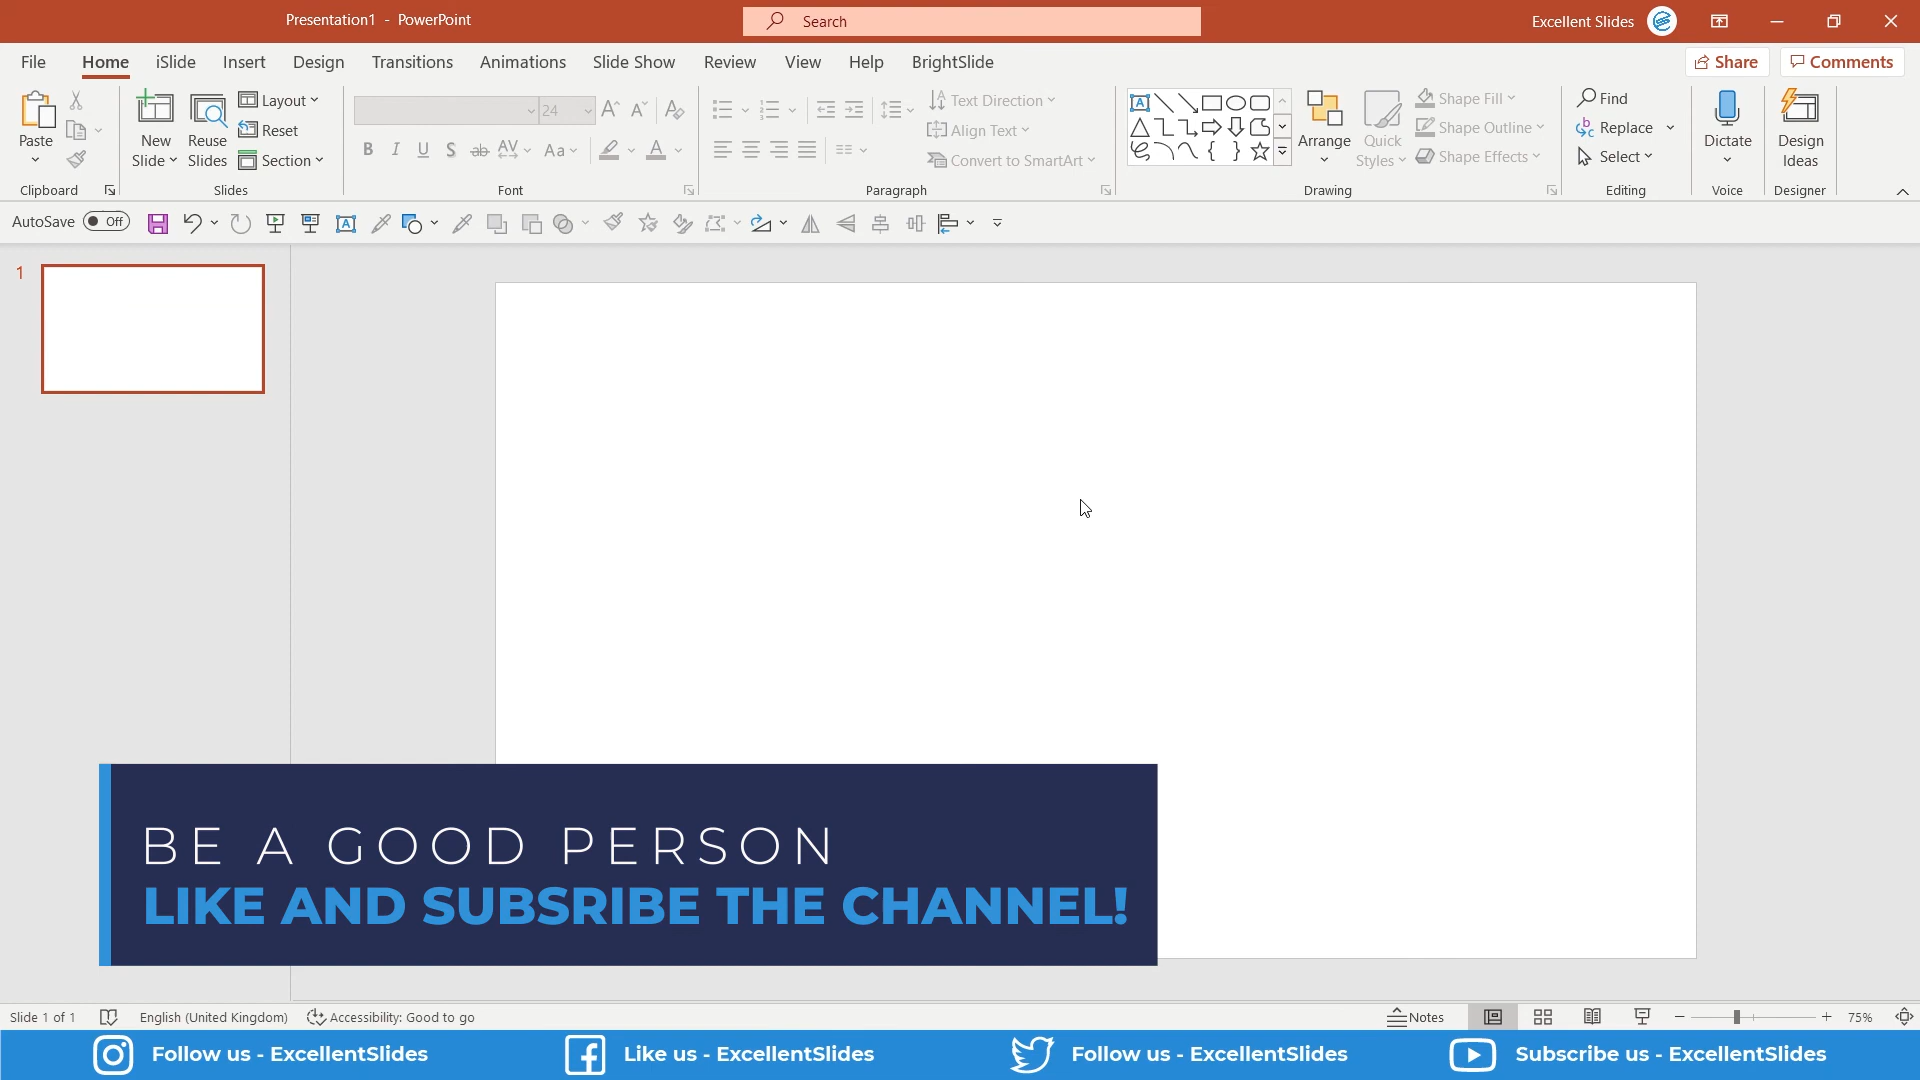 Presentation1 - PowerPoint
Search
Excellent Slides
File Home iSlide Insert Design Transitions Animations Slide Show Review View Help BrightSlide
Share Comments
Paste
New Slide
Reuse Slides
Layout
Reset
Section
24
B I U S ab AV Aa A
Text Direction
Align Text
Convert to SmartArt
Arrange
Quick Styles
Shape Fill
Shape Outline
Shape Effects
Find
Replace
Select
Dictate
Design Ideas
Clipboard Slides Font Paragraph Drawing Editing Voice Designer
AutoSave Off
1
BE A GOOD PERSON
LIKE AND SUBSRIBE THE CHANNEL!
Slide 1 of 1 English (United Kingdom) Accessibility: Good to go Notes 75%
Follow us - ExcellentSlides Like us - ExcellentSlides Follow us - ExcellentSlides Subscribe us - ExcellentSlides